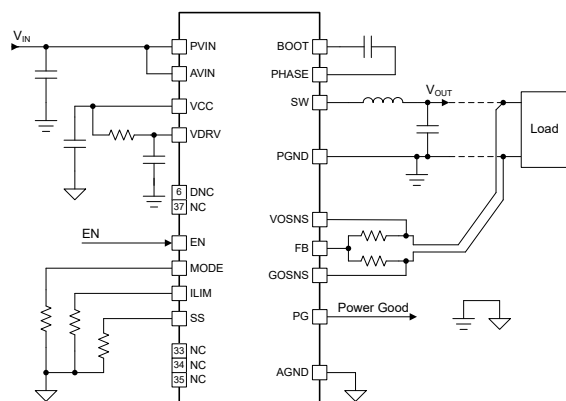 VIN
PVIN
AVIN
VCC
VDRV
6 DNC
37 NC
EN
EN
MODE
ILIM
SS
33 NC
34 NC
35 NC
BOOT
PHASE
SW
VOUT
Load
PGND
VOSNS
FB
GOSNS
PG
Power Good
AGND